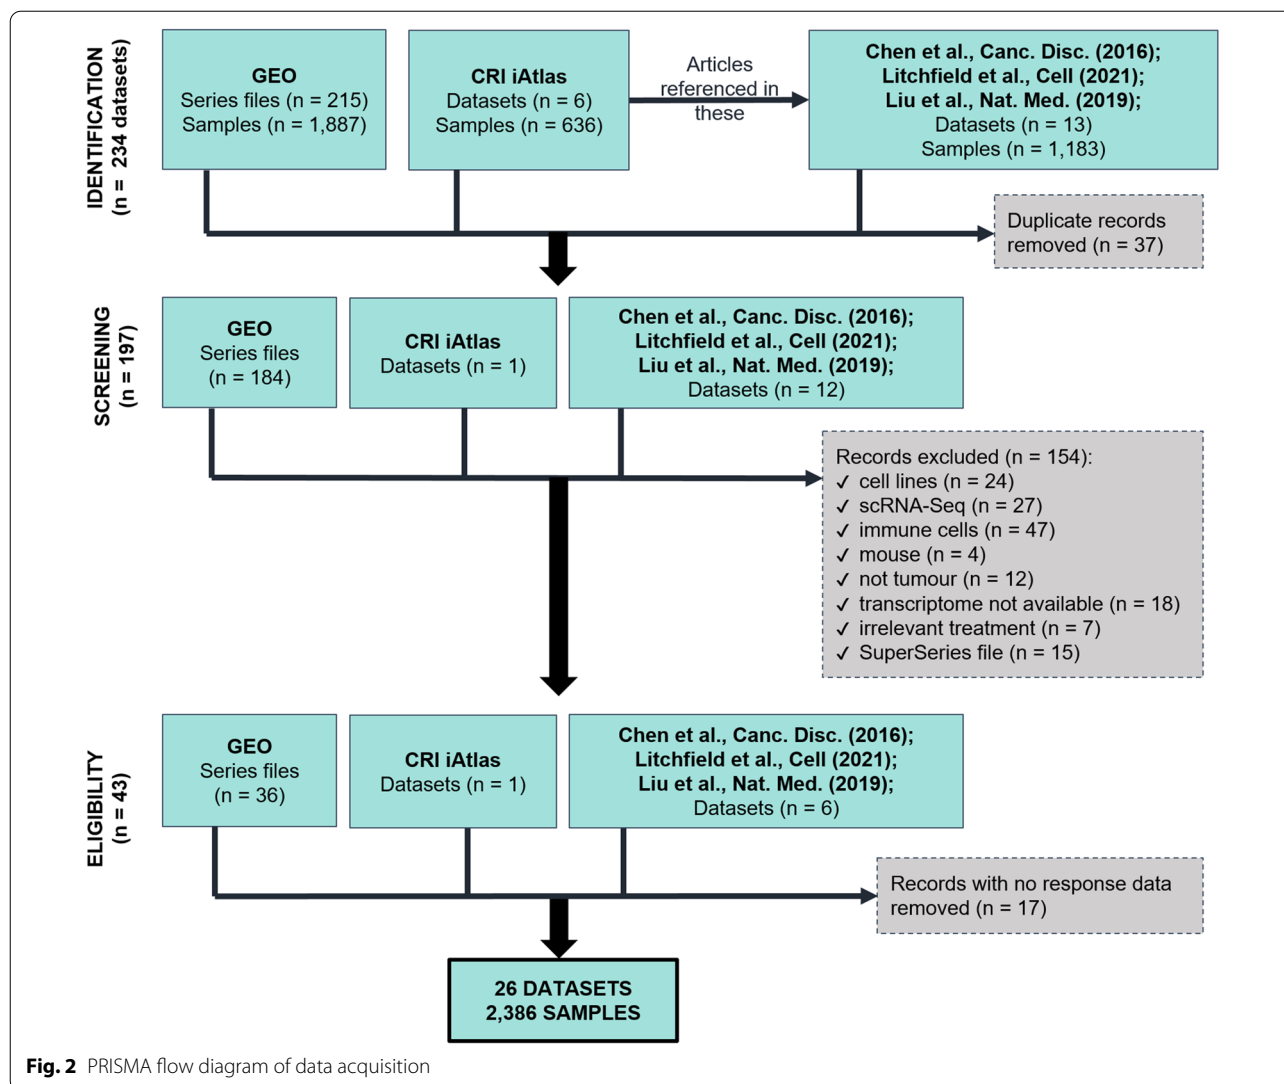 IDENTIFICATION
(n = 234 datasets)
GEO
Series files (n = 215)
Samples (n = 1,887)
CRI iAtlas
Datasets (n = 6)
Samples (n = 636)
Articles
referenced in
these
Chen et al., Canc. Disc. (2016);
Litchfield et al., Cell (2021);
Liu et al., Nat. Med. (2019);
Datasets (n = 13)
Samples (n = 1,183)
Duplicate records
removed (n = 37)
SCREENING
(n = 197)
GEO
Series files
(n = 184)
CRI iAtlas
Datasets (n = 1)
Chen et al., Canc. Disc. (2016);
Litchfield et al., Cell (2021);
Liu et al., Nat. Med. (2019);
Datasets (n = 12)
Records excluded (n = 154):
✓ cell lines (n = 24)
✓ scRNA-Seq (n = 27)
✓ immune cells (n = 47)
✓ mouse (n = 4)
✓ not tumour (n = 12)
✓ transcriptome not available (n = 18)
✓ irrelevant treatment (n = 7)
✓ SuperSeries file (n = 15)
ELIGIBILITY
(n = 43)
GEO
Series files
(n = 36)
CRI iAtlas
Datasets (n = 1)
Chen et al., Canc. Disc. (2016);
Litchfield et al., Cell (2021);
Liu et al., Nat. Med. (2019);
Datasets (n = 6)
Records with no response data
removed (n = 17)
26 DATASETS
2,386 SAMPLES
Fig. 2 PRISMA flow diagram of data acquisition